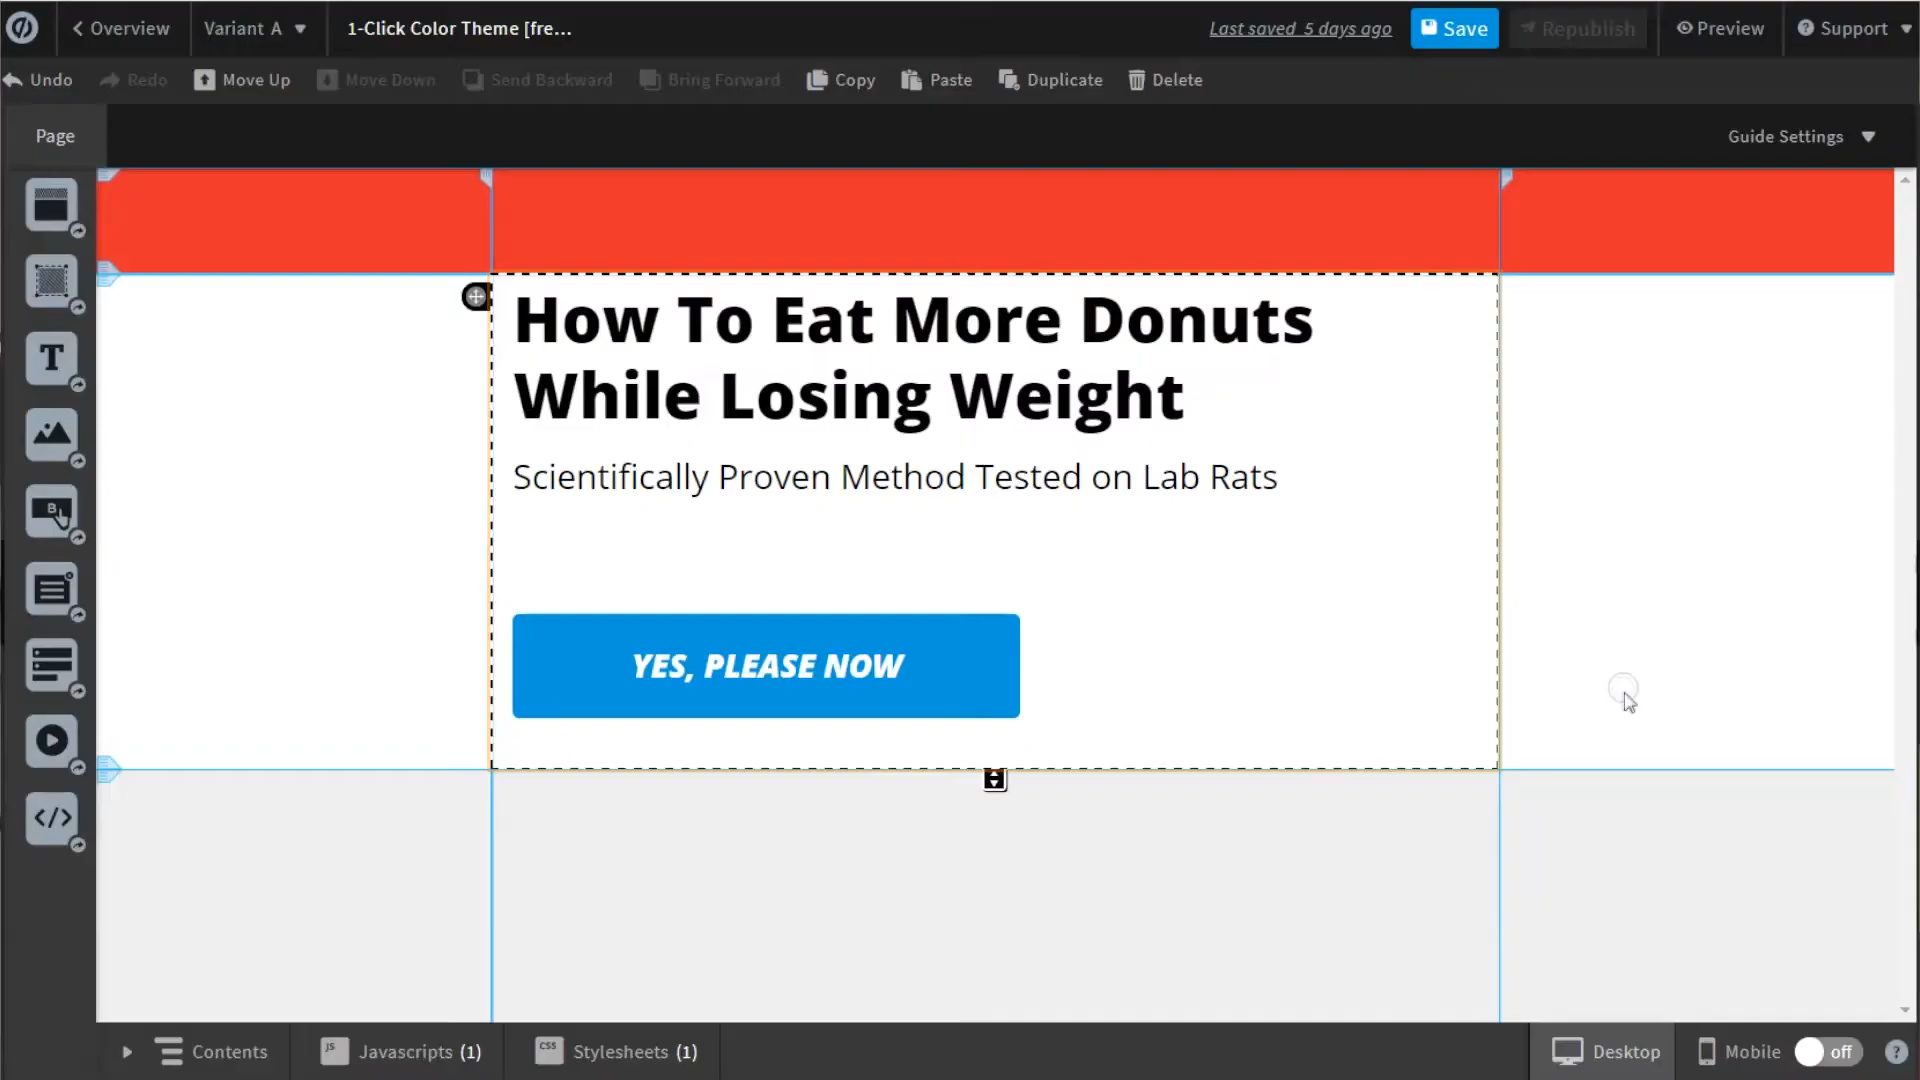 Overview
Variant A
1-Click Color Theme [fre...
Last saved 5 days ago
Save
Republish
Preview
Support
Undo
Redo
Move Up
Move Down
Send Backward
Bring Forward
Copy
Paste
Duplicate
Delete
Page
Guide Settings
How To Eat More Donuts
While Losing Weight
Scientifically Proven Method Tested on Lab Rats
YES, PLEASE NOW
T
B
</>
Contents
JS
Javascripts (1)
CSS
Stylesheets (1)
Desktop
Mobile
off
?